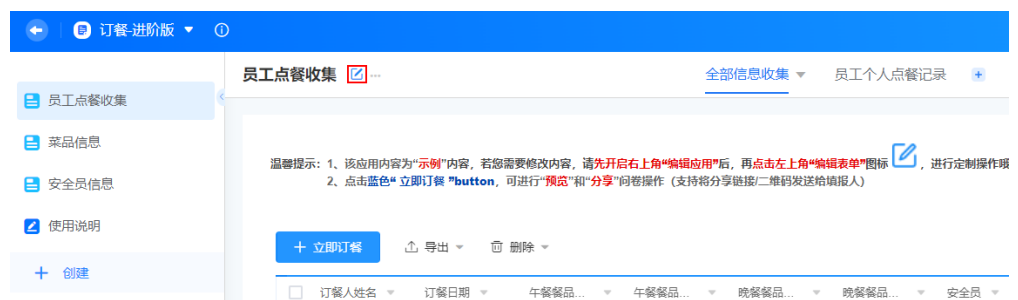 订餐-进阶版
员工点餐收集
全部信息收集
员工个人点餐记录
员工点餐收集
菜品信息
安全员信息
使用说明
创建
温馨提示：1、该应用内容为“示例”内容，若您需要修改内容，请先开启右上角“编辑应用”后，再点击左上角“编辑表单”图标，进行定制操作哦
2、点击蓝色“ 立即订餐 ”button，可进行“预览”和“分享”问卷操作（支持将分享链接/二维码发送给填报人）
立即订餐 导出 删除
订餐人姓名 订餐日期 午餐餐品... 午餐餐品... 晚餐餐品... 晚餐餐品... 安全员